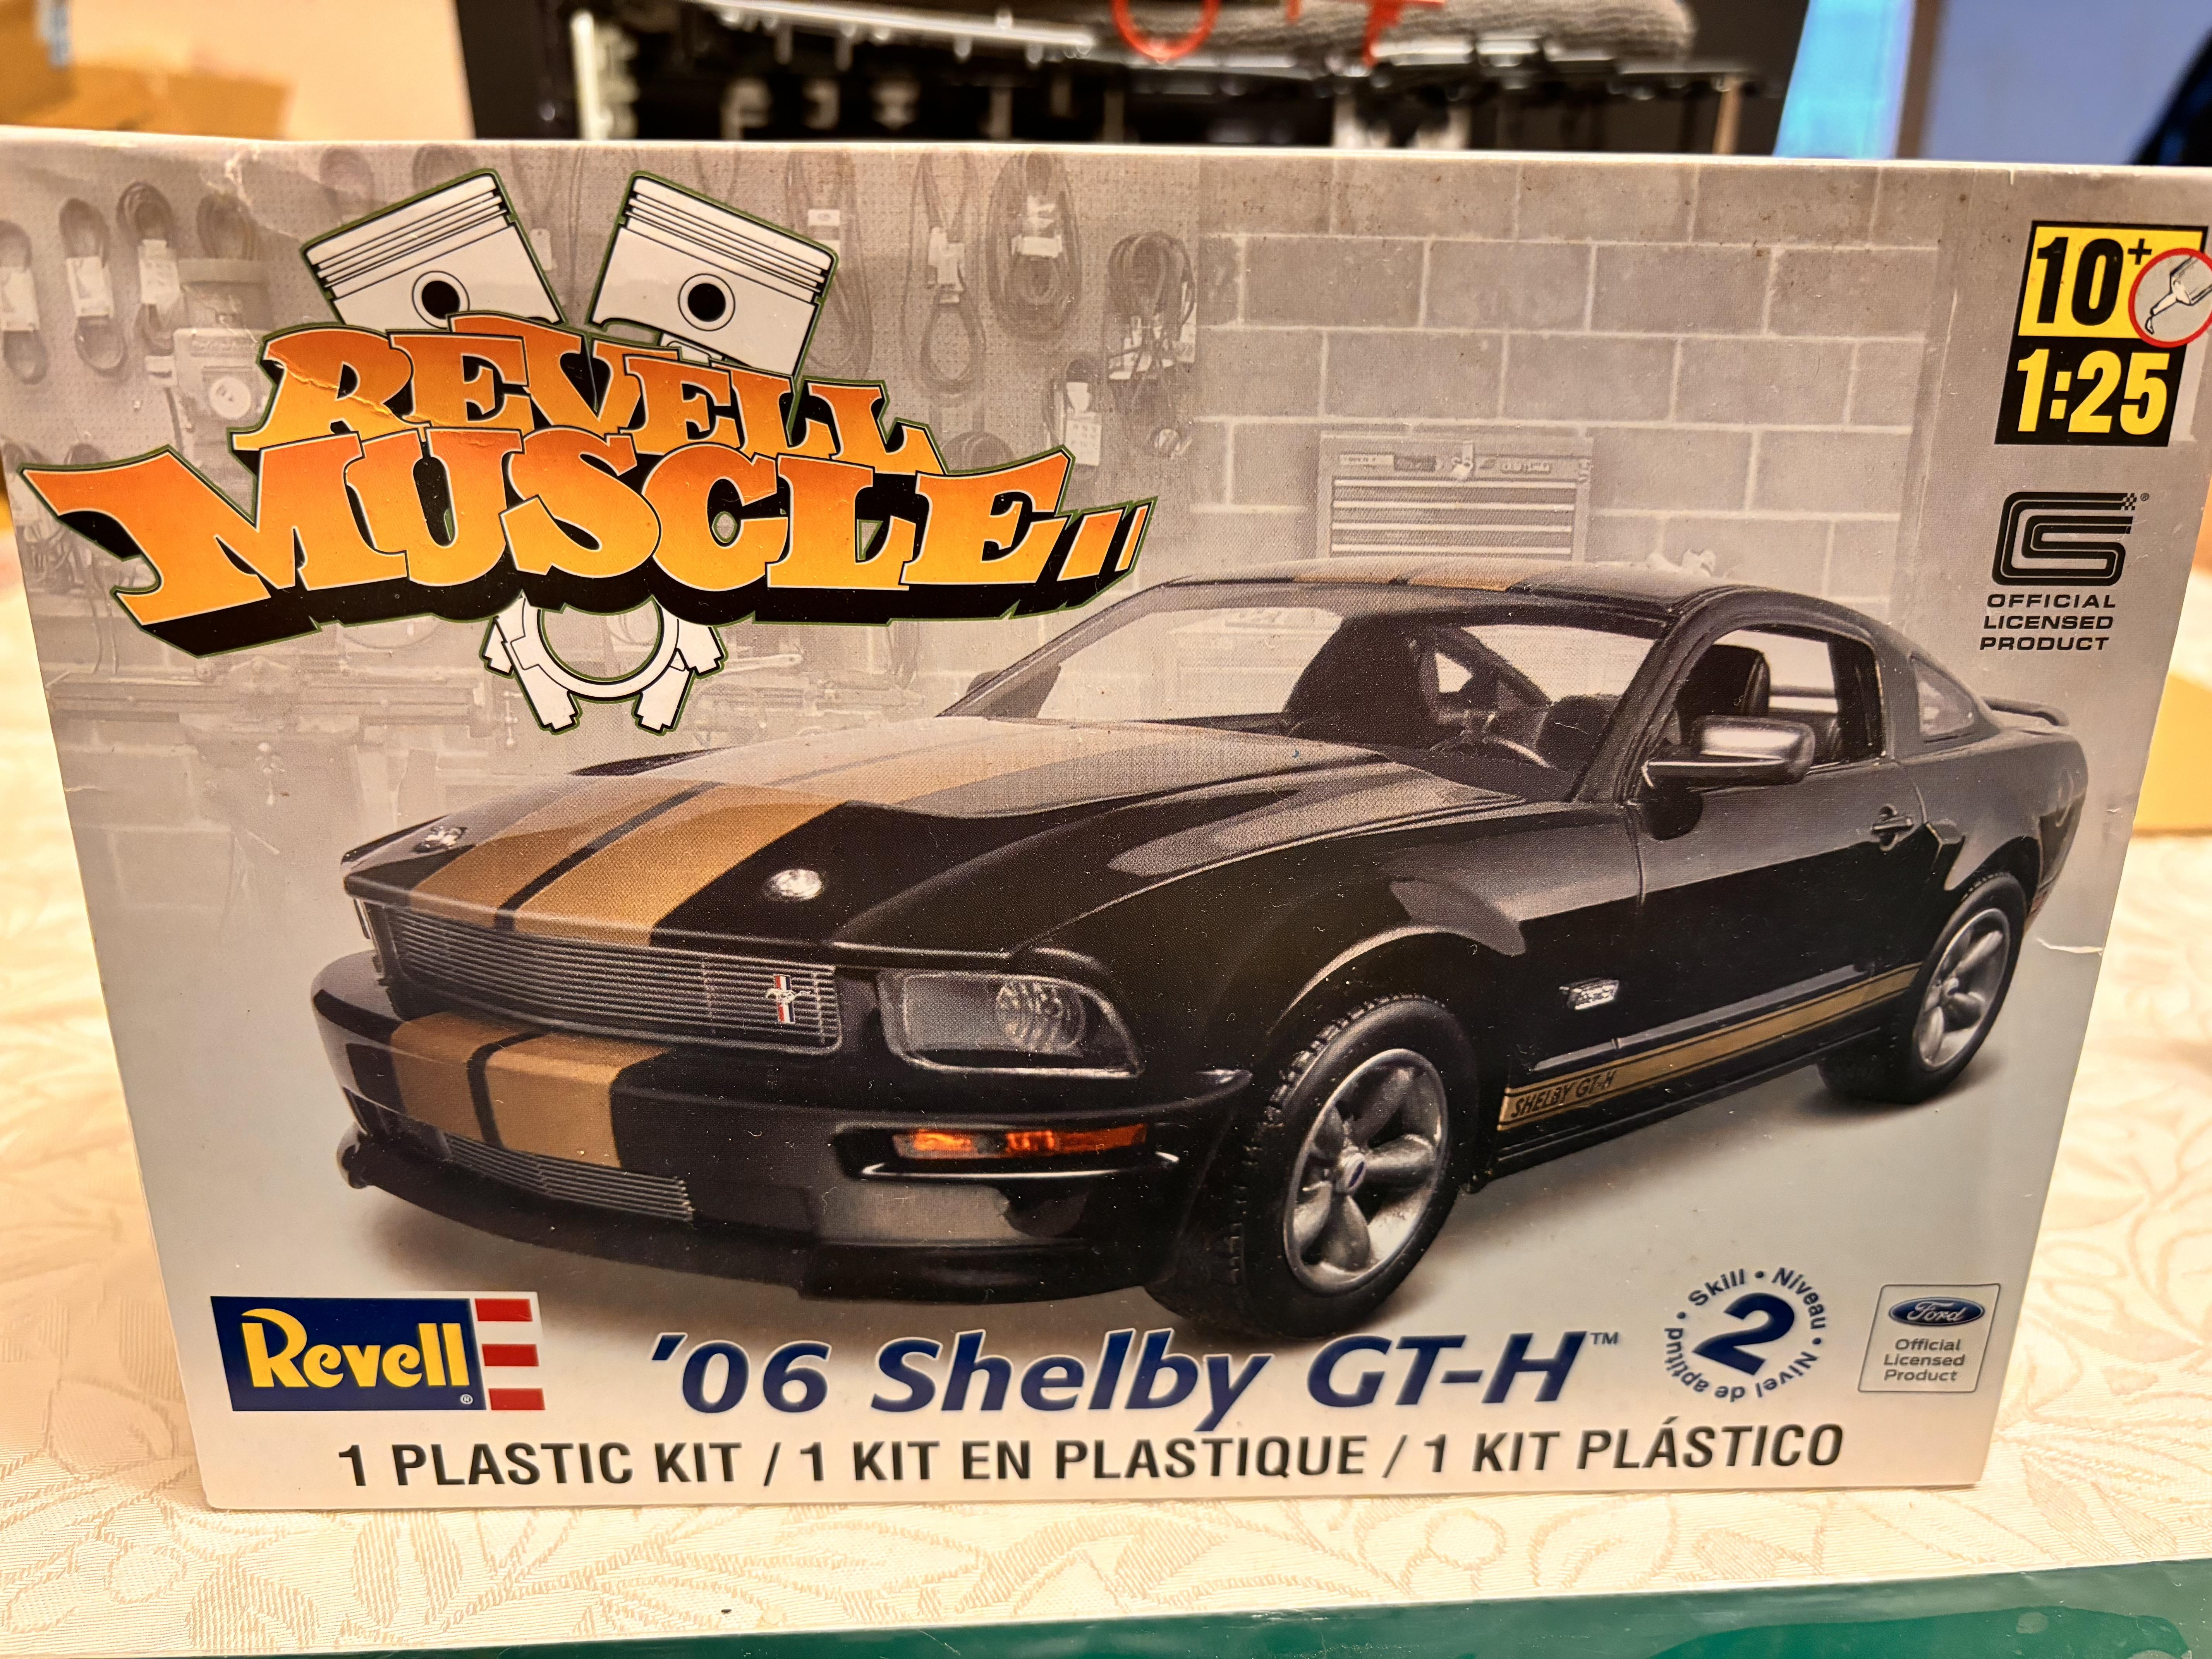 REVELL
MUSCLE
10+
1:25
OFFICIAL
LICENSED
PRODUCT
SHELBY GT-H
Revell®
'06 Shelby GT-H™
Skill • Niveau • Nivel de aptitud •
2
Ford
Official
Licensed
Product
1 PLASTIC KIT / 1 KIT EN PLASTIQUE / 1 KIT PLÁSTICO